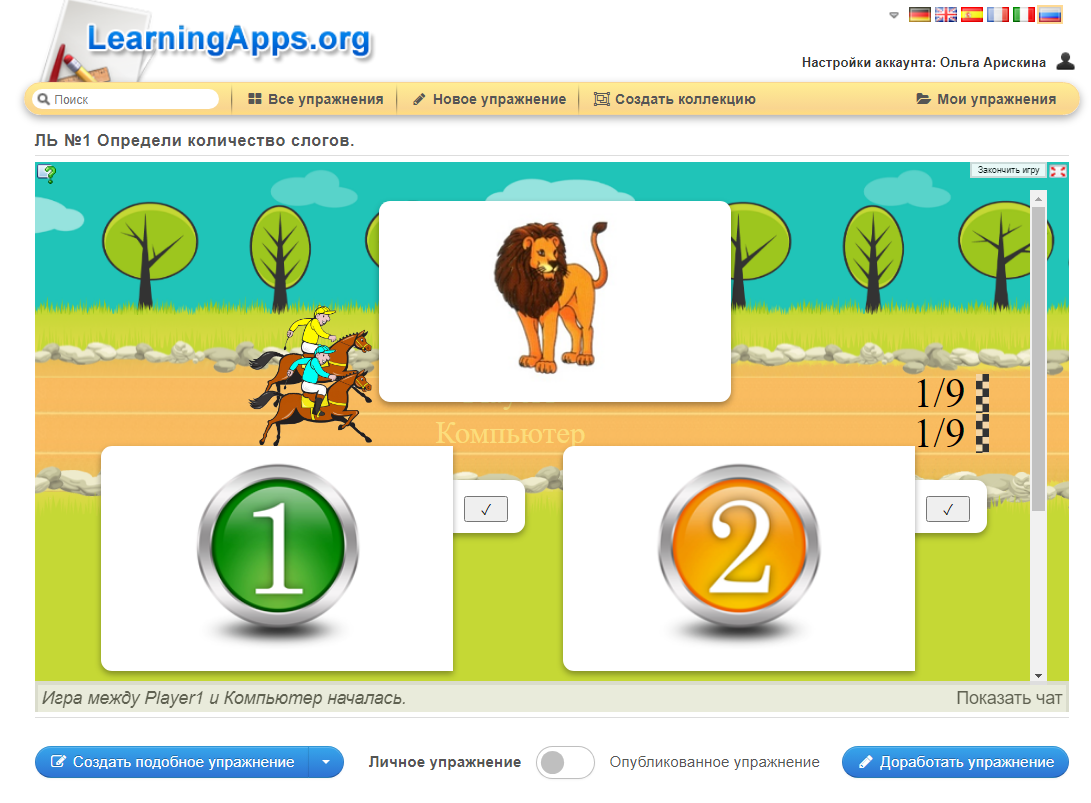 LearningApps.org
Настройки аккаунта: Ольга Арискина
Поиск
Все упражнения
Новое упражнение
Создать коллекцию
Мои упражнения
ЛЬ №1 Определи количество слогов.
Закончить игру
1/9
Компьютер
1/9
1
✓
2
✓
Игра между Player1 и Компьютер началась.
Показать чат
Создать подобное упражнение
Личное упражнение
Опубликованное упражнение
Доработать упражнение